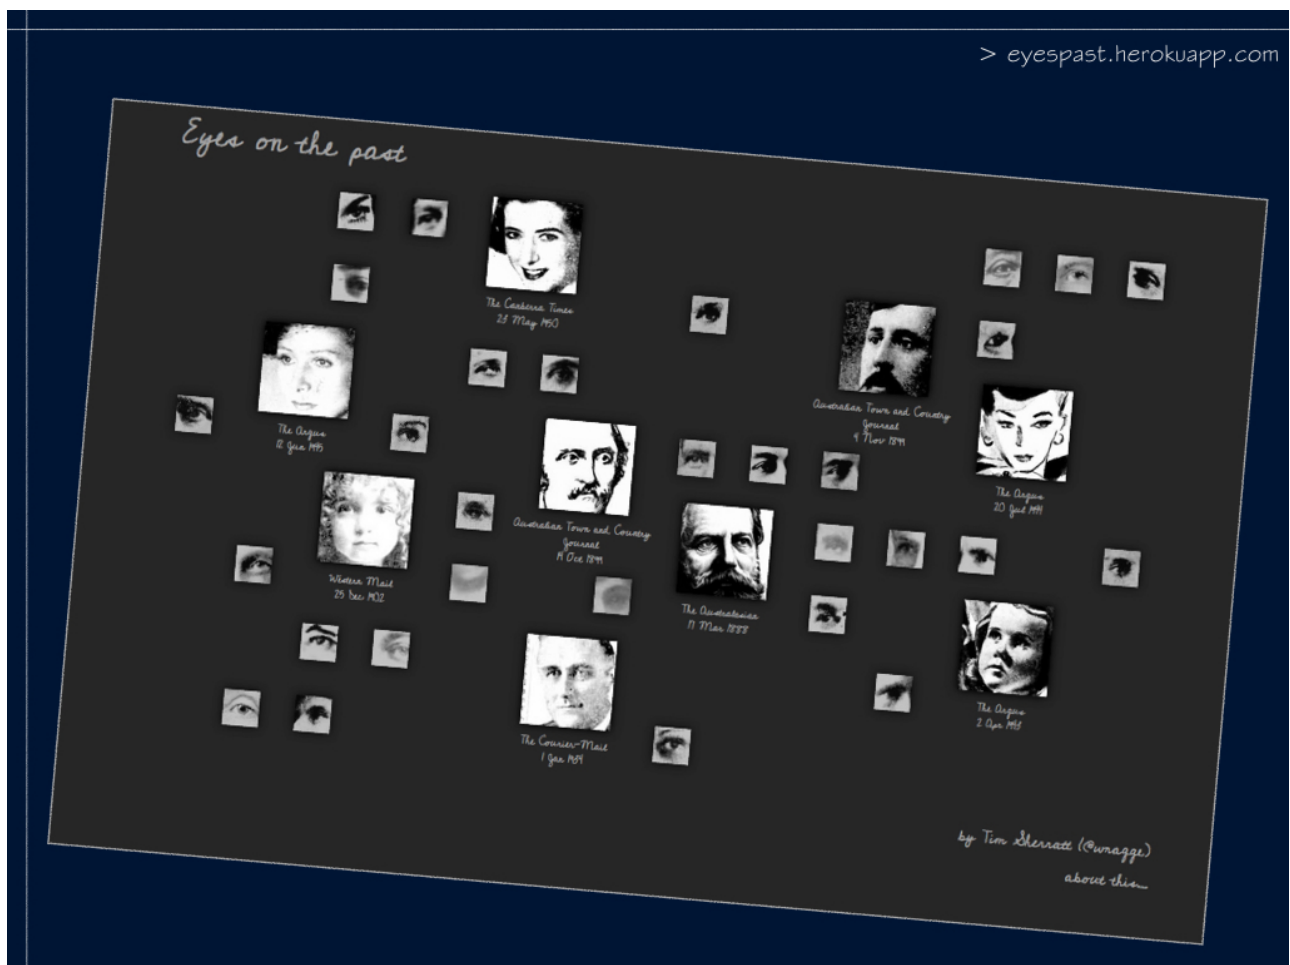 > eyespast.herokuapp.com
Eyes on the past
The Canberra Times
23 May 1950
The Argus
12 Jun 1945
Australian Town and Country
Journal
4 Nov 1899
The Argus
20 Jul 1944
Australian Town and Country
Journal
14 Oct 1899
Western Mail
25 Dec 1902
The Australasian
17 Mar 1888
The Argus
2 Apr 1943
The Courier-Mail
1 Jan 1934
by Tim Sherratt (@wragge)
about this...